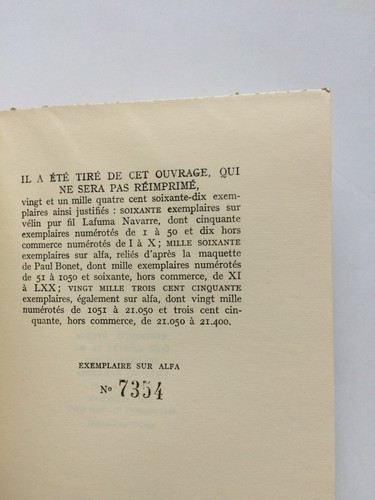 IL A ÉTÉ TIRÉ DE CET OUVRAGE, QUI
NE SERA PAS RÉIMPRIMÉ,
vingt et un mille quatre cent soixante-dix exem-
plaires ainsi justifiés : SOIXANTE exemplaires sur
vélin pur fil Lafuma Navarre, dont cinquante
exemplaires numérotés de 1 à 50 et dix hors
commerce numérotés de I à X ; MILLE SOIXANTE
exemplaires sur alfa, reliés d'après la maquette
de Paul Bonet, dont mille exemplaires numérotés
de 51 à 1050 et soixante, hors commerce, de XI
à LXX ; VINGT MILLE TROIS CENT CINQUANTE
exemplaires, également sur alfa, dont vingt mille
numérotés de 1051 à 21.050 et trois cent cin-
quante, hors commerce, de 21.050 à 21.400.
EXEMPLAIRE SUR ALFA
Nº 7354